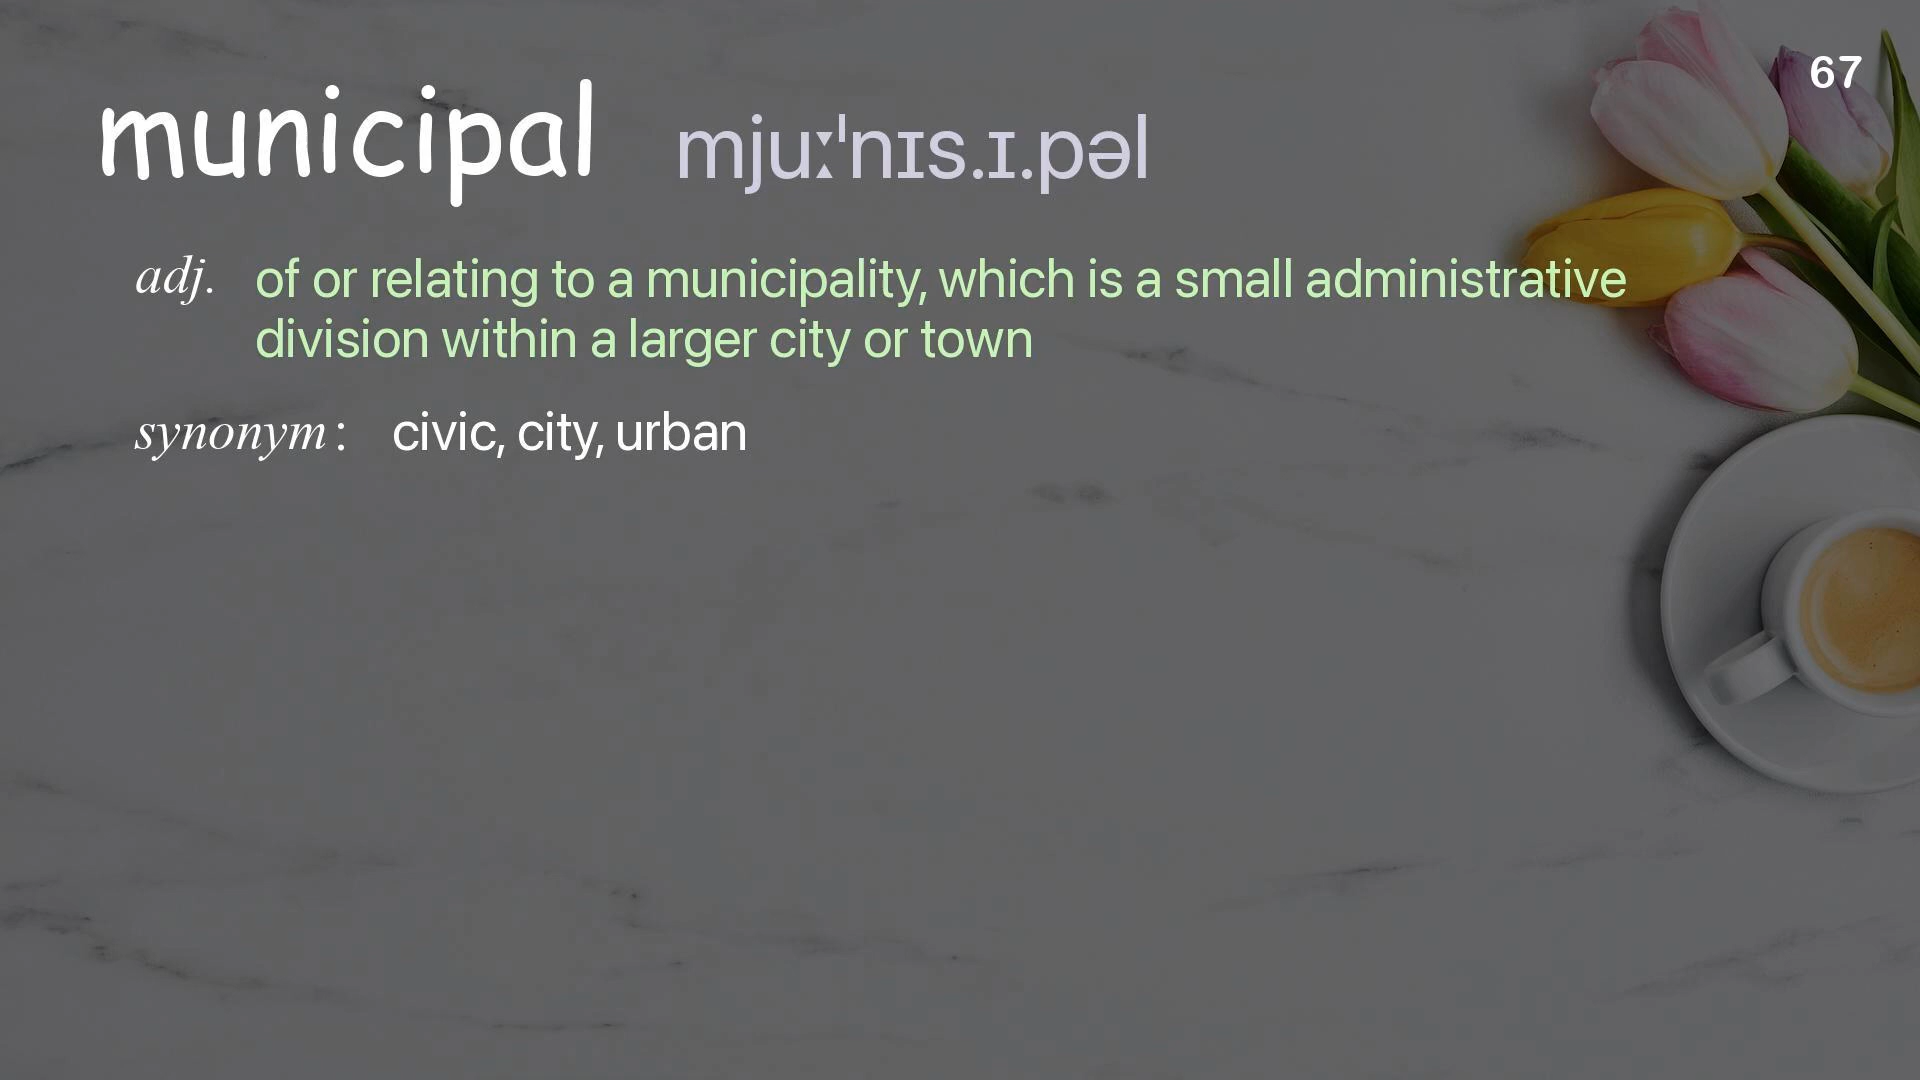 67
municipal mjuːˈnɪs.ɪ.pəl
adj. of or relating to a municipality, which is a small administrative
division within a larger city or town
synonym : civic, city, urban